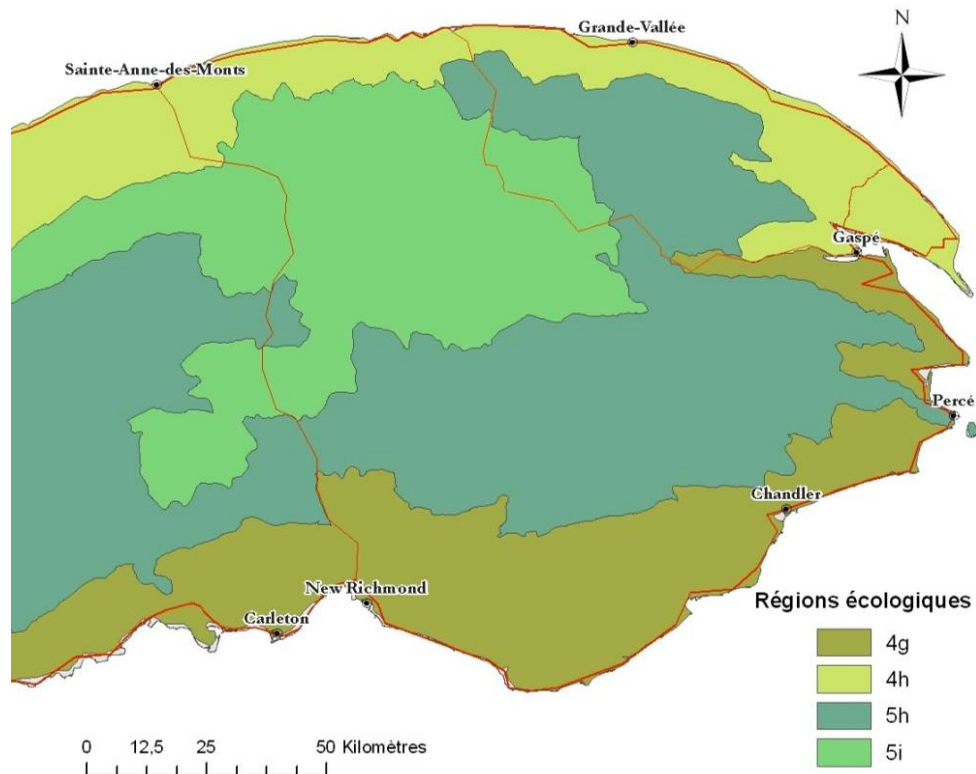 Grande-Vallée
N
Sainte-Anne-des-Monts
Gaspé
Percé
Chandler
New Richmond
Carleton
Régions écologiques
4g
4h
5h
5i
0 12,5 25 50 Kilomètres